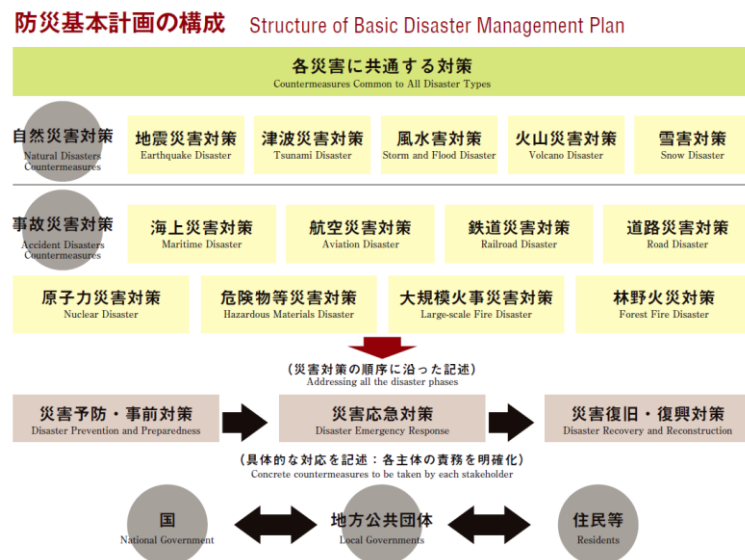 防災基本計画の構成 Structure of Basic Disaster Management Plan
各災害に共通する対策
Countermeasures Common to All Disaster Types
自然災害対策
Natural Disasters
Countermeasures
地震災害対策
Earthquake Disaster
津波災害対策
Tsunami Disaster
風水害対策
Storm and Flood Disaster
火山災害対策
Volcano Disaster
雪害対策
Snow Disaster
事故災害対策
Accident Disasters
Countermeasures
海上災害対策
Maritime Disaster
航空災害対策
Aviation Disaster
鉄道災害対策
Railroad Disaster
道路災害対策
Road Disaster
原子力災害対策
Nuclear Disaster
危険物等災害対策
Hazardous Materials Disaster
大規模火事災害対策
Large-scale Fire Disaster
林野火災対策
Forest Fire Disaster
(災害対策の順序に沿った記述)
Addressing all the disaster phases
災害予防・事前対策
Disaster Prevention and Preparedness
災害応急対策
Disaster Emergency Response
災害復旧・復興対策
Disaster Recovery and Reconstruction
(具体的な対応を記述:各主体の責務を明確化)
Concrete countermeasures to be taken by each stakeholder
国
National Government
地方公共団体
Local Governments
住民等
Residents